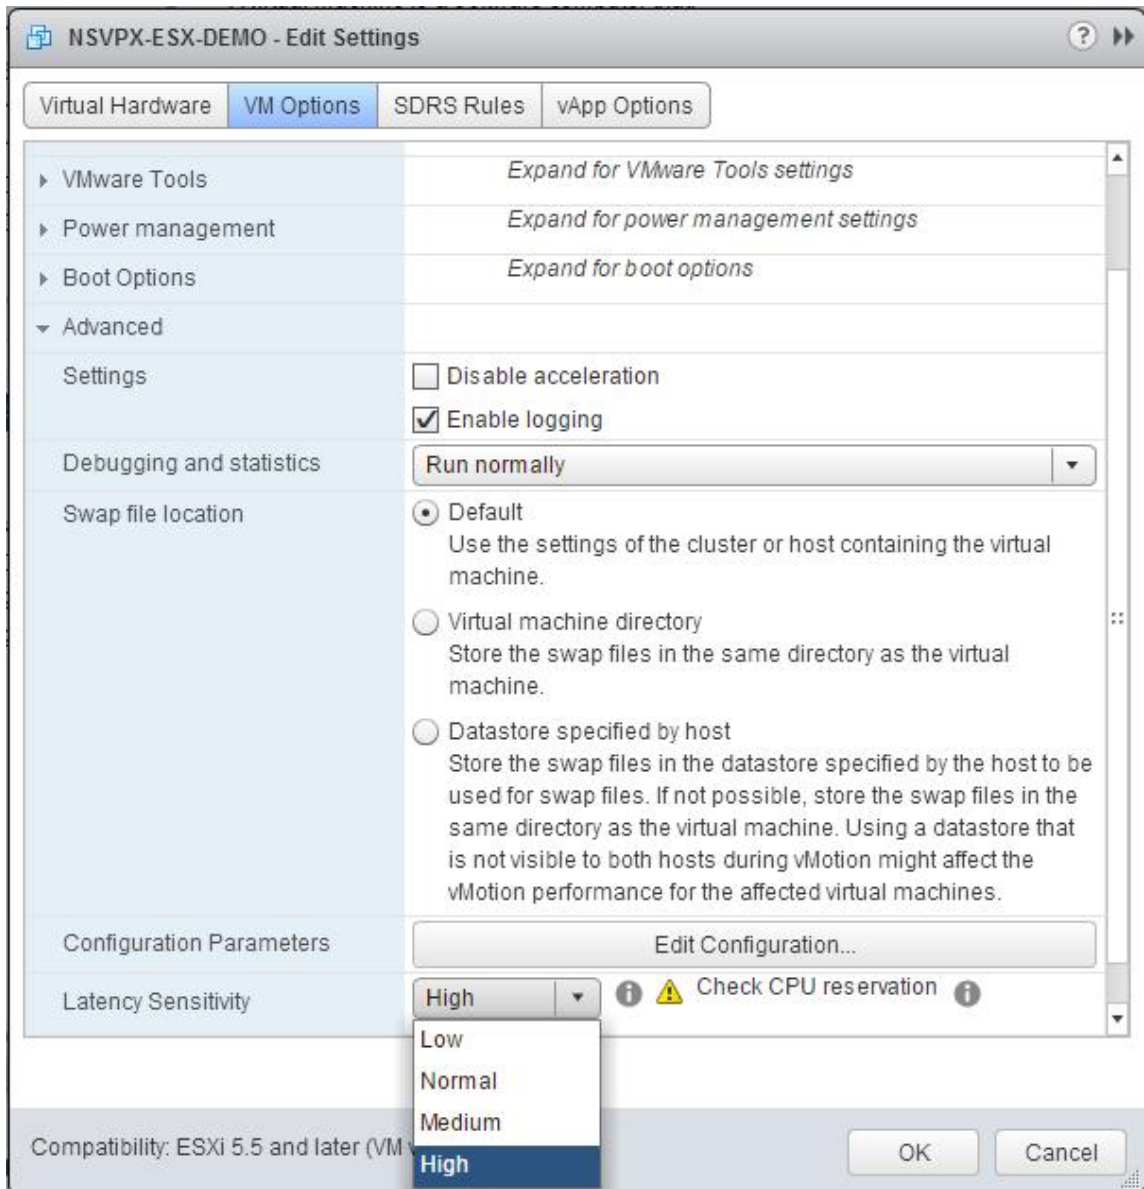 NSVPX-ESX-DEMO - Edit Settings
?
Virtual Hardware
VM Options
SDRS Rules
vApp Options
VMware Tools
Expand for VMware Tools settings
Power management
Expand for power management settings
Boot Options
Expand for boot options
Advanced
Settings
Disable acceleration
Enable logging
Debugging and statistics
Run normally
Swap file location
Default
Use the settings of the cluster or host containing the virtual
machine.
Virtual machine directory
Store the swap files in the same directory as the virtual
machine.
Datastore specified by host
Store the swap files in the datastore specified by the host to be
used for swap files. If not possible, store the swap files in the
same directory as the virtual machine. Using a datastore that
is not visible to both hosts during vMotion might affect the
vMotion performance for the affected virtual machines.
Configuration Parameters
Edit Configuration...
Latency Sensitivity
High
Check CPU reservation
Low
Normal
Medium
High
Compatibility: ESXi 5.5 and later (VM
OK
Cancel